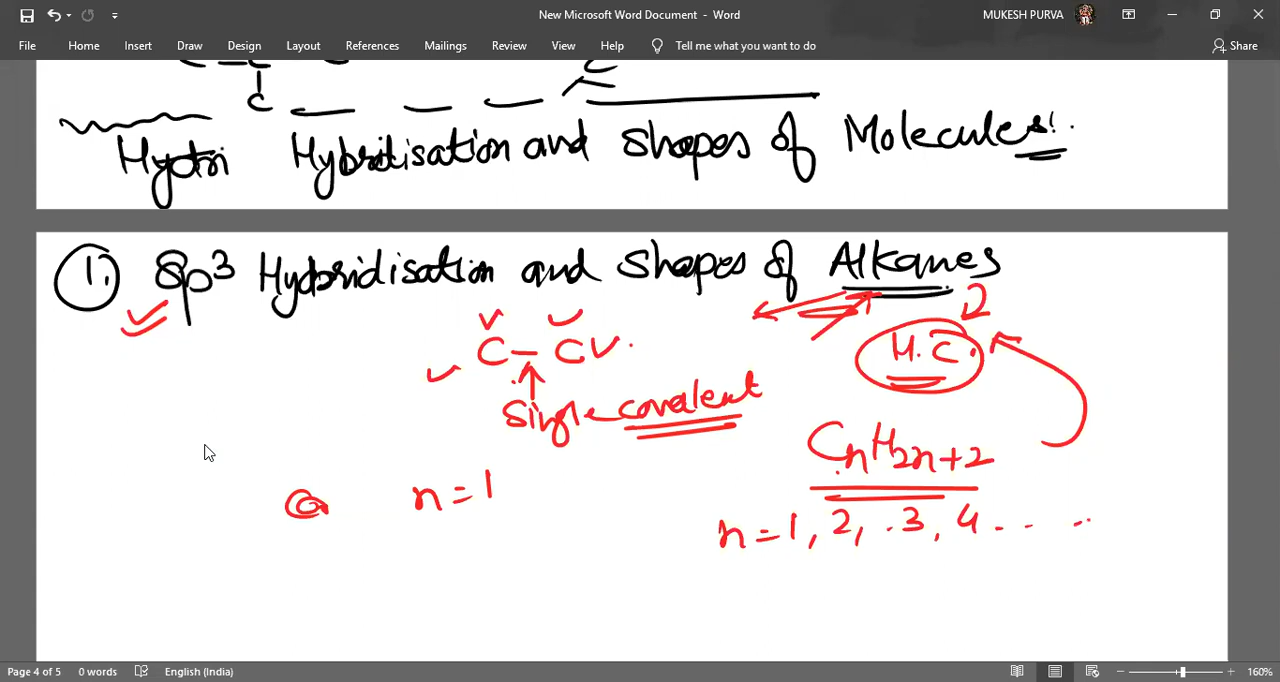 New Microsoft Word Document - Word
MUKESH PURVA
File Home Insert Draw Design Layout References Mailings Review View Help Tell me what you want to do Share
C
C
Hybridisation and Shapes of Molecules
1. Sp3 Hybridisation and Shapes of Alkanes
C - C
H.C.
Single covalent
CnH2n+2
a n = 1
n = 1, 2, 3, 4 . . . .
Page 4 of 5 0 words English (India) 160%